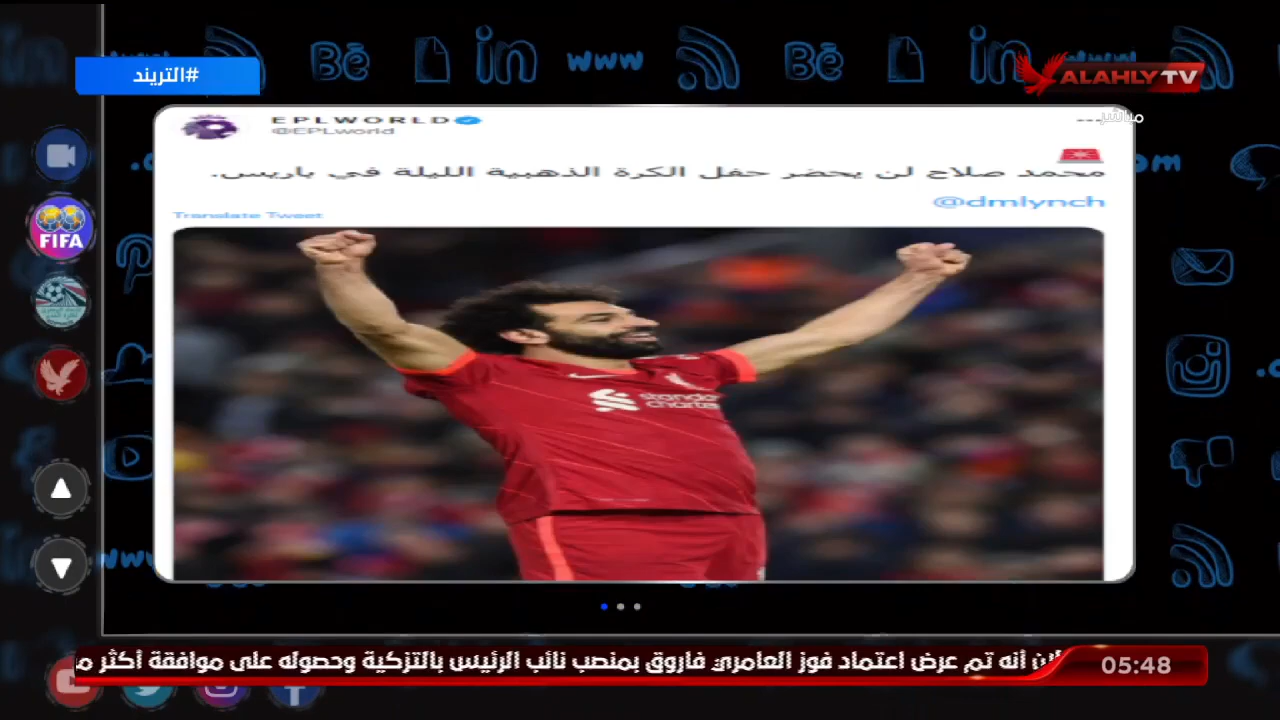 #التريند
ALAHLY TV
مباشر
EPLWORLD
@EPLworld
محمد صلاح لن يحضر حفل الكرة الذهبية الليلة في باريس.
@dmlynch
Translate Tweet
FIFA
standard
charte
أنه تم عرض اعتماد فوز العامري فاروق بمنصب نائب الرئيس بالتزكية وحصوله على موافقة أكثر
05:48